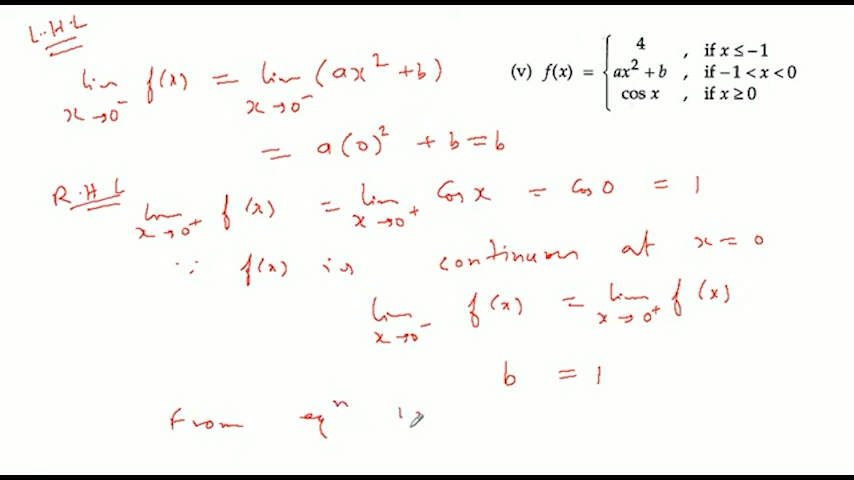 L.H.L
lim x→0⁻ f(x) = lim x→0⁻ (ax² + b)
= a(0)² + b = b
R.H.L
lim x→0⁺ f(x) = lim x→0⁺ Cos x = Cos 0 = 1
∵ f(x) is continuous at x = 0
lim x→0⁻ f(x) = lim x→0⁺ f(x)
b = 1
From eqⁿ
(v) f(x) = { 4 , if x ≤ −1
ax² + b , if −1 < x < 0
cos x , if x ≥ 0